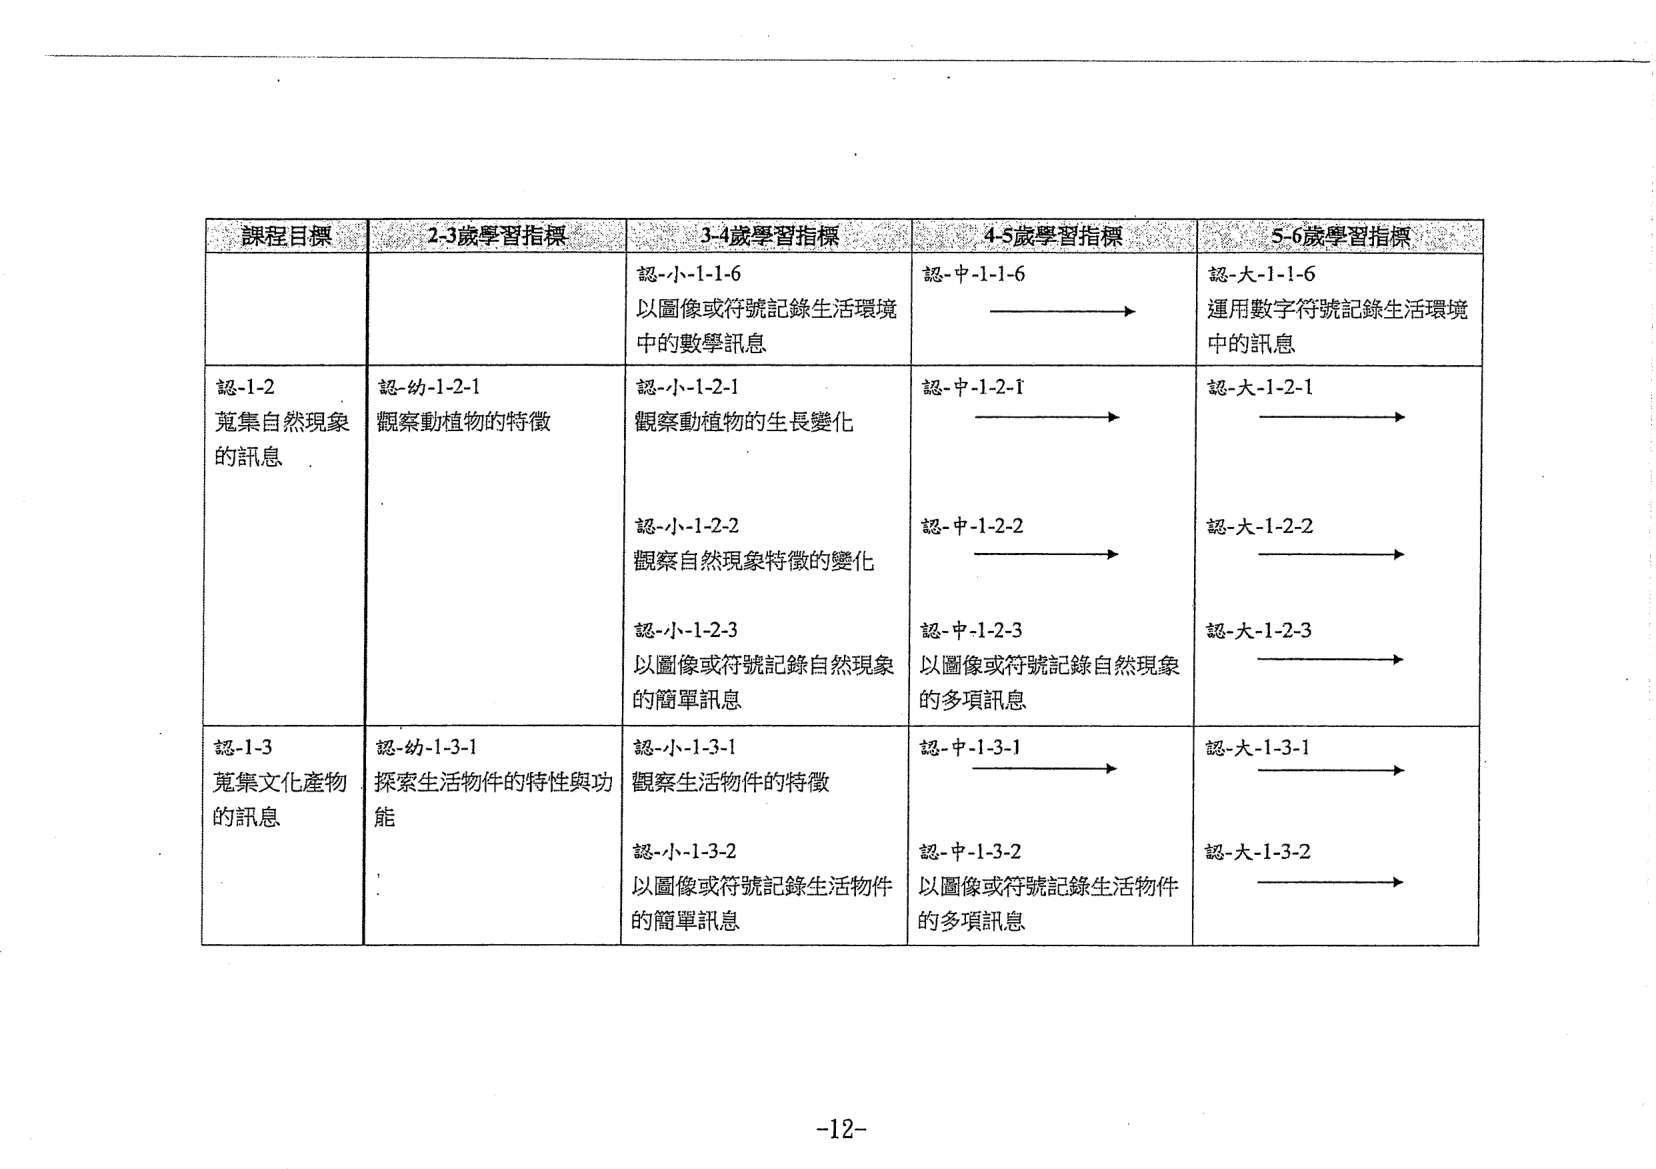 課程目標 2-3歲學習指標 3-4歲學習指標 4-5歲學習指標 5-6歲學習指標
認-小-1-1-6
以圖像或符號記錄生活環境
中的數學訊息
認-中-1-1-6
認-大-1-1-6
運用數字符號記錄生活環境
中的訊息
認-1-2
蒐集自然現象
的訊息
認-幼-1-2-1
觀察動植物的特徵
認-小-1-2-1
觀察動植物的生長變化
認-小-1-2-2
觀察自然現象特徵的變化
認-小-1-2-3
以圖像或符號記錄自然現象
的簡單訊息
認-中-1-2-1
認-中-1-2-2
認-中-1-2-3
以圖像或符號記錄自然現象
的多項訊息
認-大-1-2-1
認-大-1-2-2
認-大-1-2-3
認-1-3
蒐集文化產物
的訊息
認-幼-1-3-1
探索生活物件的特性與功
能
認-小-1-3-1
觀察生活物件的特徵
認-小-1-3-2
以圖像或符號記錄生活物件
的簡單訊息
認-中-1-3-1
認-中-1-3-2
以圖像或符號記錄生活物件
的多項訊息
認-大-1-3-1
認-大-1-3-2
-12-